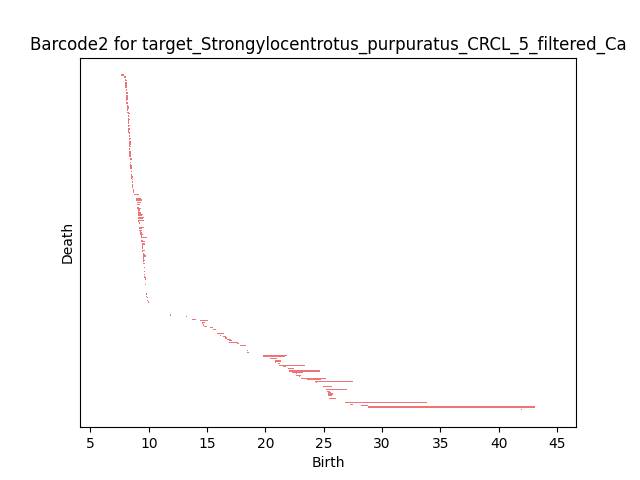 Barcode2 for target_Strongylocentrotus_purpuratus_CRCL_5_filtered_Ca
Death
5 10 15 20 25 30 35 40 45
Birth